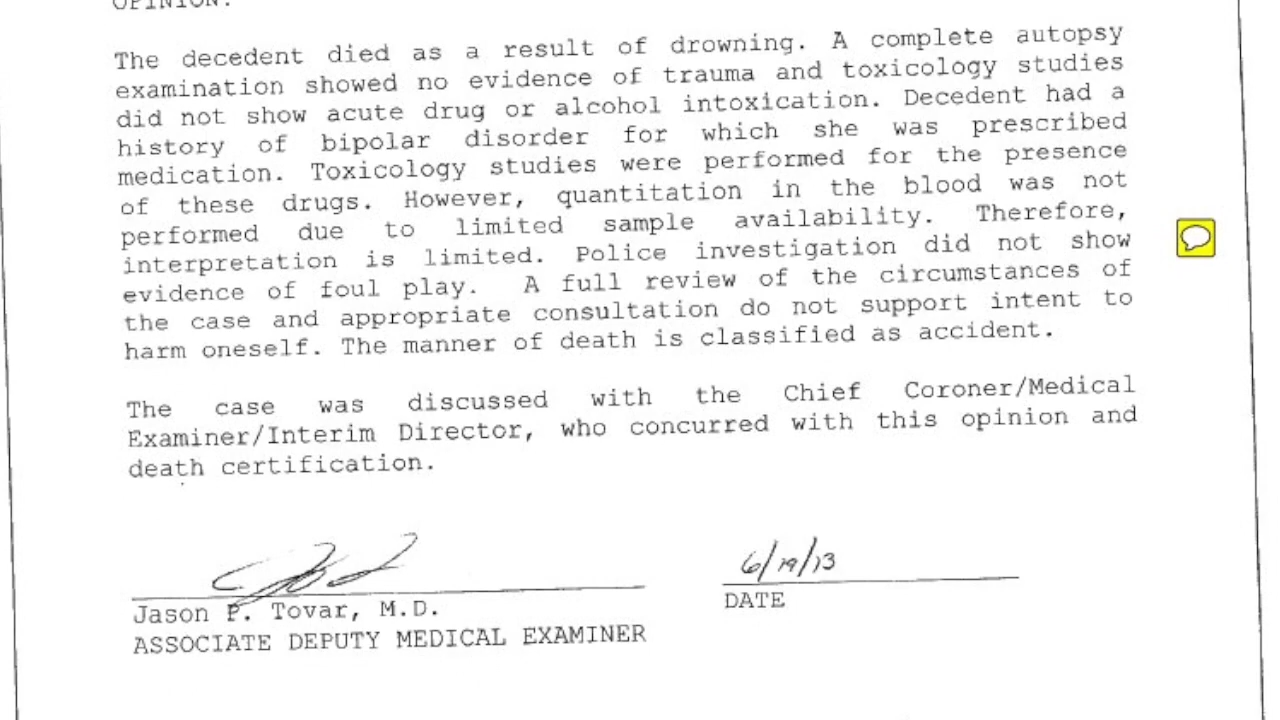 OPINION:
The decedent died as a result of drowning. A complete autopsy
examination showed no evidence of trauma and toxicology studies
did not show acute drug or alcohol intoxication. Decedent had a
history of bipolar disorder for which she was prescribed
medication. Toxicology studies were performed for the presence
of these drugs. However, quantitation in the blood was not
performed due to limited sample availability. Therefore,
interpretation is limited. Police investigation did not show
evidence of foul play. A full review of the circumstances of
the case and appropriate consultation do not support intent to
harm oneself. The manner of death is classified as accident.
The case was discussed with the Chief Coroner/Medical
Examiner/Interim Director, who concurred with this opinion and
death certification.
6/19/13
Jason P. Tovar, M.D.
DATE
ASSOCIATE DEPUTY MEDICAL EXAMINER